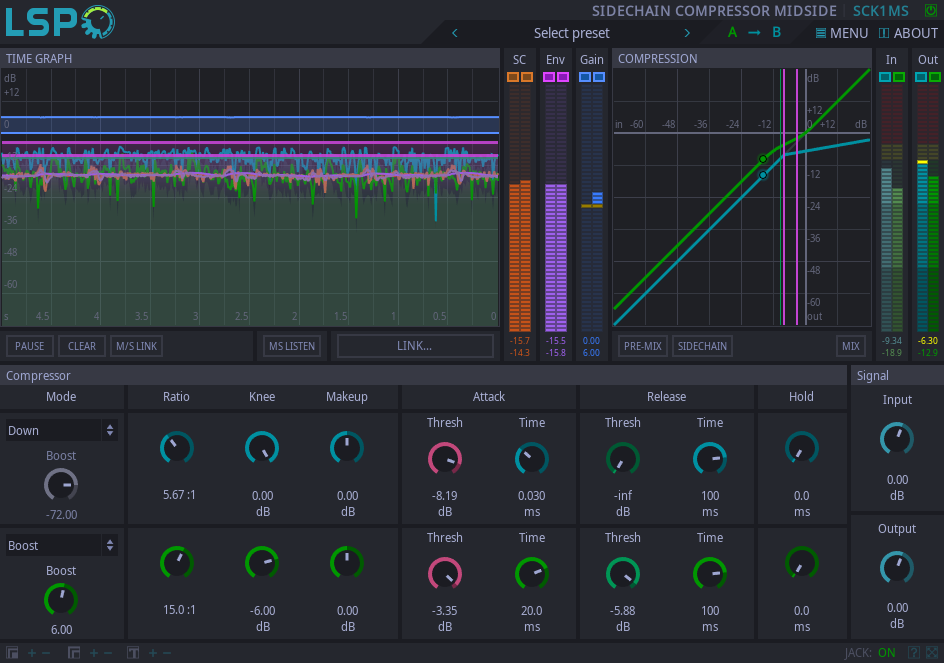 LSP SIDECHAIN COMPRESSOR MIDSIDE SCK1MS
Select preset A → B MENU ABOUT
TIME GRAPH SC Env Gain COMPRESSION In Out
dB
+12
0
-24
-36
-48
-60
s 4.5 4 3.5 3 2.5 2 1.5 1 0.5 0
dB
+12
in -60 -48 -36 -24 -12 0 +12 dB
-12
-24
-36
-48
-60
out
PAUSE CLEAR M/S LINK MS LISTEN LINK... PRE-MIX SIDECHAIN MIX
-15.7 -15.5 0.00 -9.34 -6.30
-14.3 -15.8 6.00 -18.9 -12.9
Compressor Signal
Mode Ratio Knee Makeup Attack Release Hold Input
Thresh Time Thresh Time
Down
Boost
-72.00
5.67 :1 0.00 0.00 -8.19 0.030 -inf 100 0.0 0.00
dB dB dB ms dB ms ms dB
Output
Thresh Time Thresh Time
Boost
Boost
6.00
15.0 :1 -6.00 0.00 -3.35 20.0 -5.88 100 0.0 0.00
dB dB dB ms dB ms ms dB
+ − + − T + − JACK: ON ?